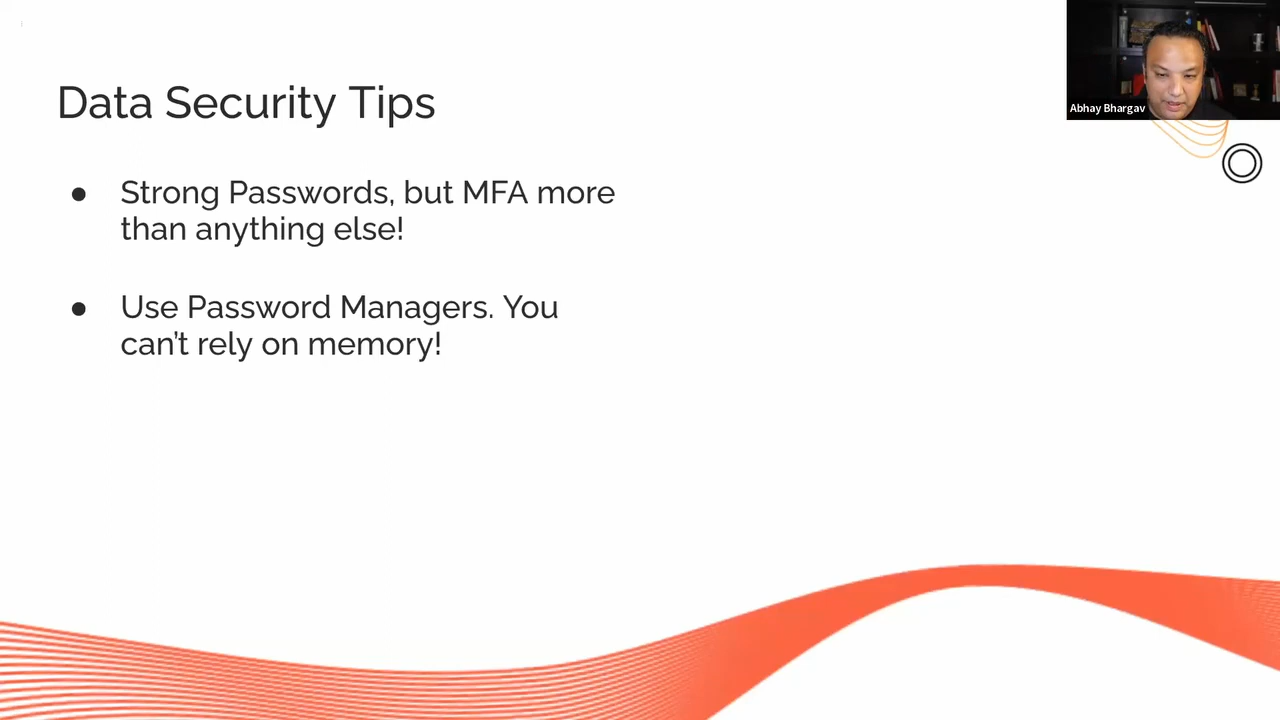 Data Security Tips
● Strong Passwords, but MFA more
than anything else!
● Use Password Managers. You
can't rely on memory!
Abhay Bhargav